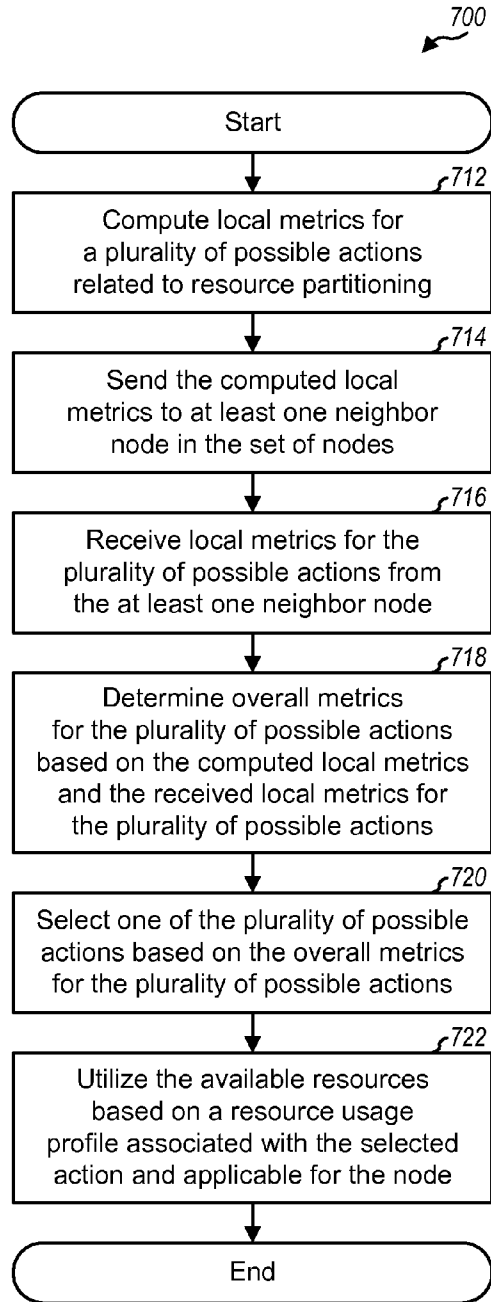 700
Start
712
Compute local metrics for
a plurality of possible actions
related to resource partitioning
714
Send the computed local
metrics to at least one neighbor
node in the set of nodes
716
Receive local metrics for the
plurality of possible actions from
the at least one neighbor node
718
Determine overall metrics
for the plurality of possible actions
based on the computed local metrics
and the received local metrics for
the plurality of possible actions
720
Select one of the plurality of possible
actions based on the overall metrics
for the plurality of possible actions
722
Utilize the available resources
based on a resource usage
profile associated with the selected
action and applicable for the node
End